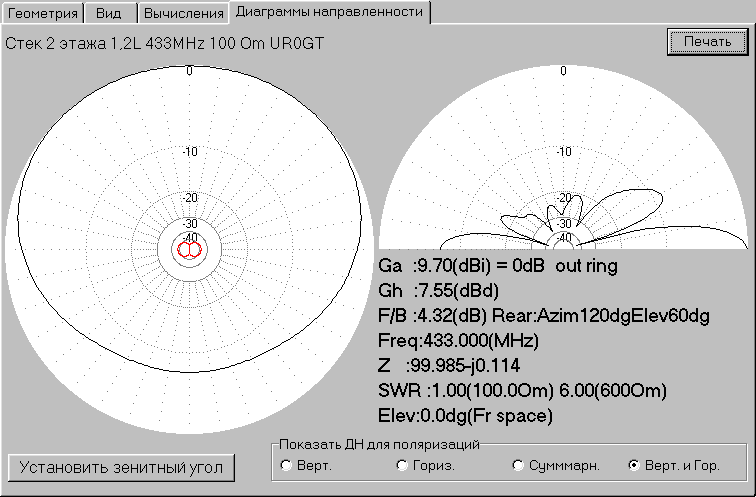 Геометрия Вид Вычисления Диаграммы направленности
Стек 2 этажа 1,2L 433MHz 100 Om UR0GT
Печать
0
-10
-20
-30
-40
0
-10
-20
-30
-40
Ga :9.70(dBi) = 0dB out ring
Gh :7.55(dBd)
F/B :4.32(dB) Rear:Azim120dgElev60dg
Freq:433.000(MHz)
Z :99.985-j0.114
SWR :1.00(100.0Om) 6.00(600Om)
Elev:0.0dg(Fr space)
Показать ДН для поляризаций
Верт. Гориз. Сумммарн. Верт. и Гор.
Установить зенитный угол